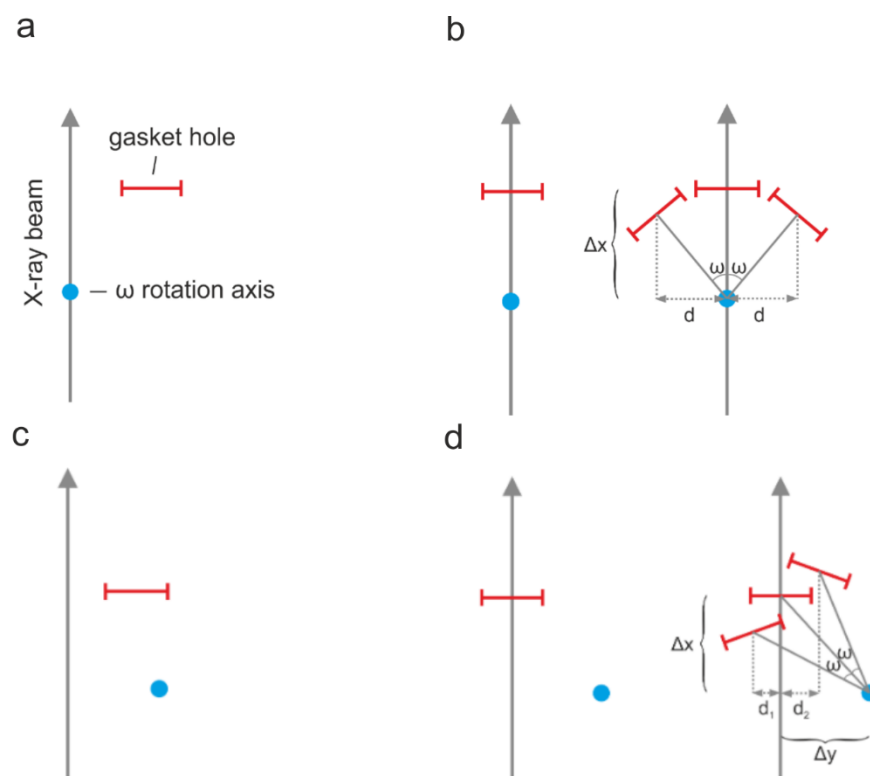 a
b
gasket hole
X-ray beam
ω rotation axis
Δx
ω ω
d
d
c
d
Δx
ω
ω
d₁
d₂
Δy